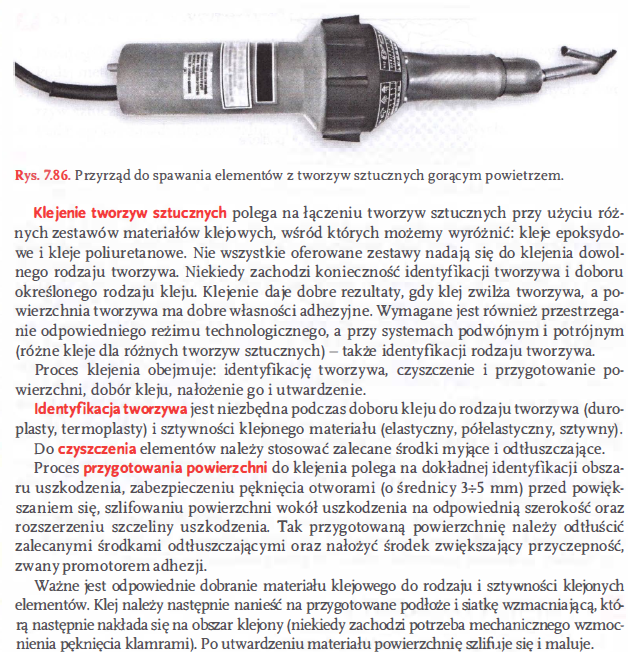 Rys. 7.86. Przyrząd do spawania elementów z tworzyw sztucznych gorącym powietrzem.
Klejenie tworzyw sztucznych polega na łączeniu tworzyw sztucznych przy użyciu róż-
nych zestawów materiałów klejowych, wśród których możemy wyróżnić: kleje epoksydo-
we i kleje poliuretanowe. Nie wszystkie oferowane zestawy nadają się do klejenia dowol-
nego rodzaju tworzywa. Niekiedy zachodzi konieczność identyfikacji tworzywa i doboru
określonego rodzaju kleju. Klejenie daje dobre rezultaty, gdy klej zwilża tworzywa, a po-
wierzchnia tworzywa ma dobre własności adhezyjne. Wymagane jest również przestrzega-
nie odpowiedniego reżimu technologicznego, a przy systemach podwójnym i potrójnym
(różne kleje dla różnych tworzyw sztucznych) – także identyfikacji rodzaju tworzywa.
Proces klejenia obejmuje: identyfikację tworzywa, czyszczenie i przygotowanie po-
wierzchni, dobór kleju, nałożenie go i utwardzenie.
Identyfikacja tworzywa jest niezbędna podczas doboru kleju do rodzaju tworzywa (duro-
plasty, termoplasty) i sztywności klejonego materiału (elastyczny, półelastyczny, sztywny).
Do czyszczenia elementów należy stosować zalecane środki myjące i odtłuszczające.
Proces przygotowania powierzchni do klejenia polega na dokładnej identyfikacji obsza-
ru uszkodzenia, zabezpieczeniu pęknięcia otworami (o średnicy 3÷5 mm) przed powięk-
szaniem się, szlifowaniu powierzchni wokół uszkodzenia na odpowiednią szerokość oraz
rozszerzeniu szczeliny uszkodzenia. Tak przygotowaną powierzchnię należy odtłuścić
zalecanymi środkami odtłuszczającymi oraz nałożyć środek zwiększający przyczepność,
zwany promotorem adhezji.
Ważne jest odpowiednie dobranie materiału klejowego do rodzaju i sztywności klejonych
elementów. Klej należy następnie nanieść na przygotowane podłoże i siatkę wzmacniającą, któ-
rą następnie nakłada się na obszar klejony (niekiedy zachodzi potrzeba mechanicznego wzmoc-
nienia pęknięcia klamrami). Po utwardzeniu materiału powierzchnię szlifuje się i maluje.